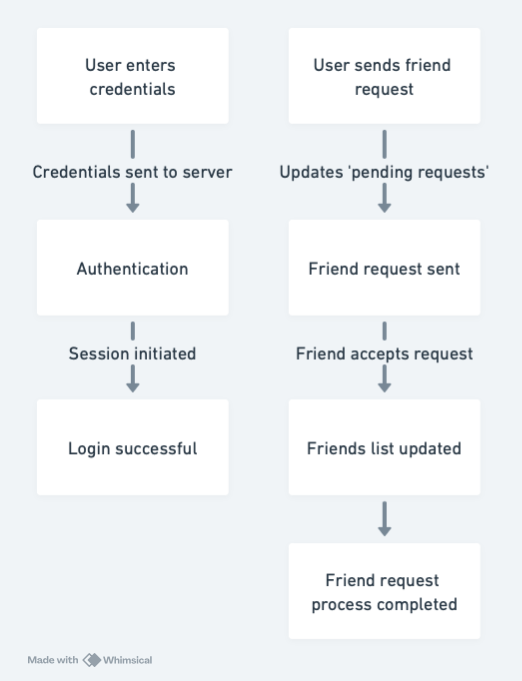 User enters
credentials
Credentials sent to server
Authentication
Session initiated
Login successful
User sends friend
request
Updates 'pending requests'
Friend request sent
Friend accepts request
Friends list updated
Friend request
process completed
Made with Whimsical